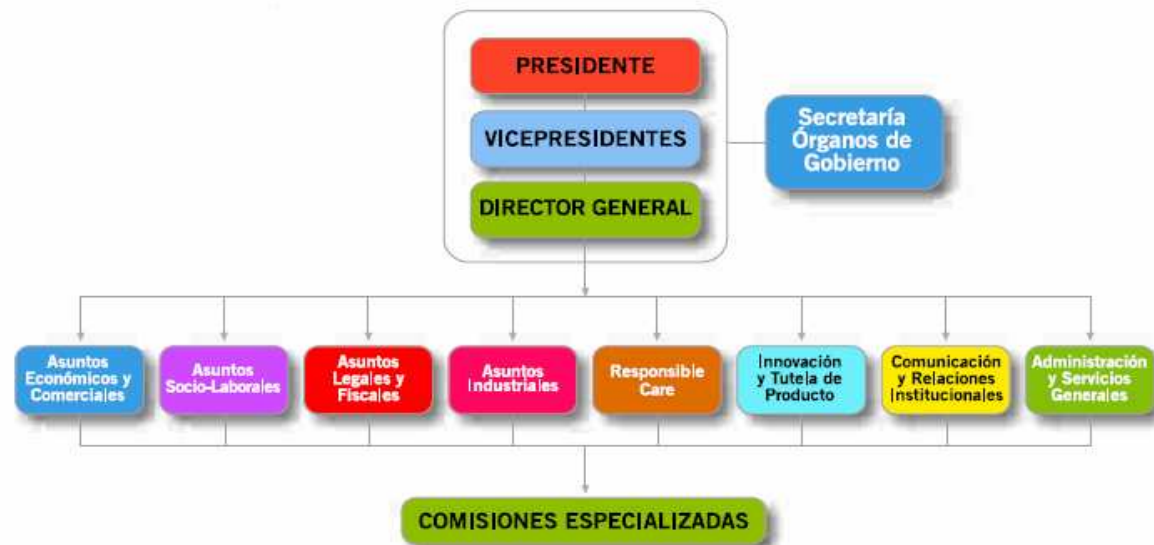 PRESIDENTE
VICEPRESIDENTES
DIRECTOR GENERAL
Secretaría
Órganos de
Gobierno
Asuntos
Económicos y
Comerciales
Asuntos
Socio-Laborales
Asuntos
Legales y
Fiscales
Asuntos
Industriales
Responsible
Care
Innovación
y Tutela de
Producto
Comunicación
y Relaciones
Institucionales
Administración
y Servicios
Generales
COMISIONES ESPECIALIZADAS